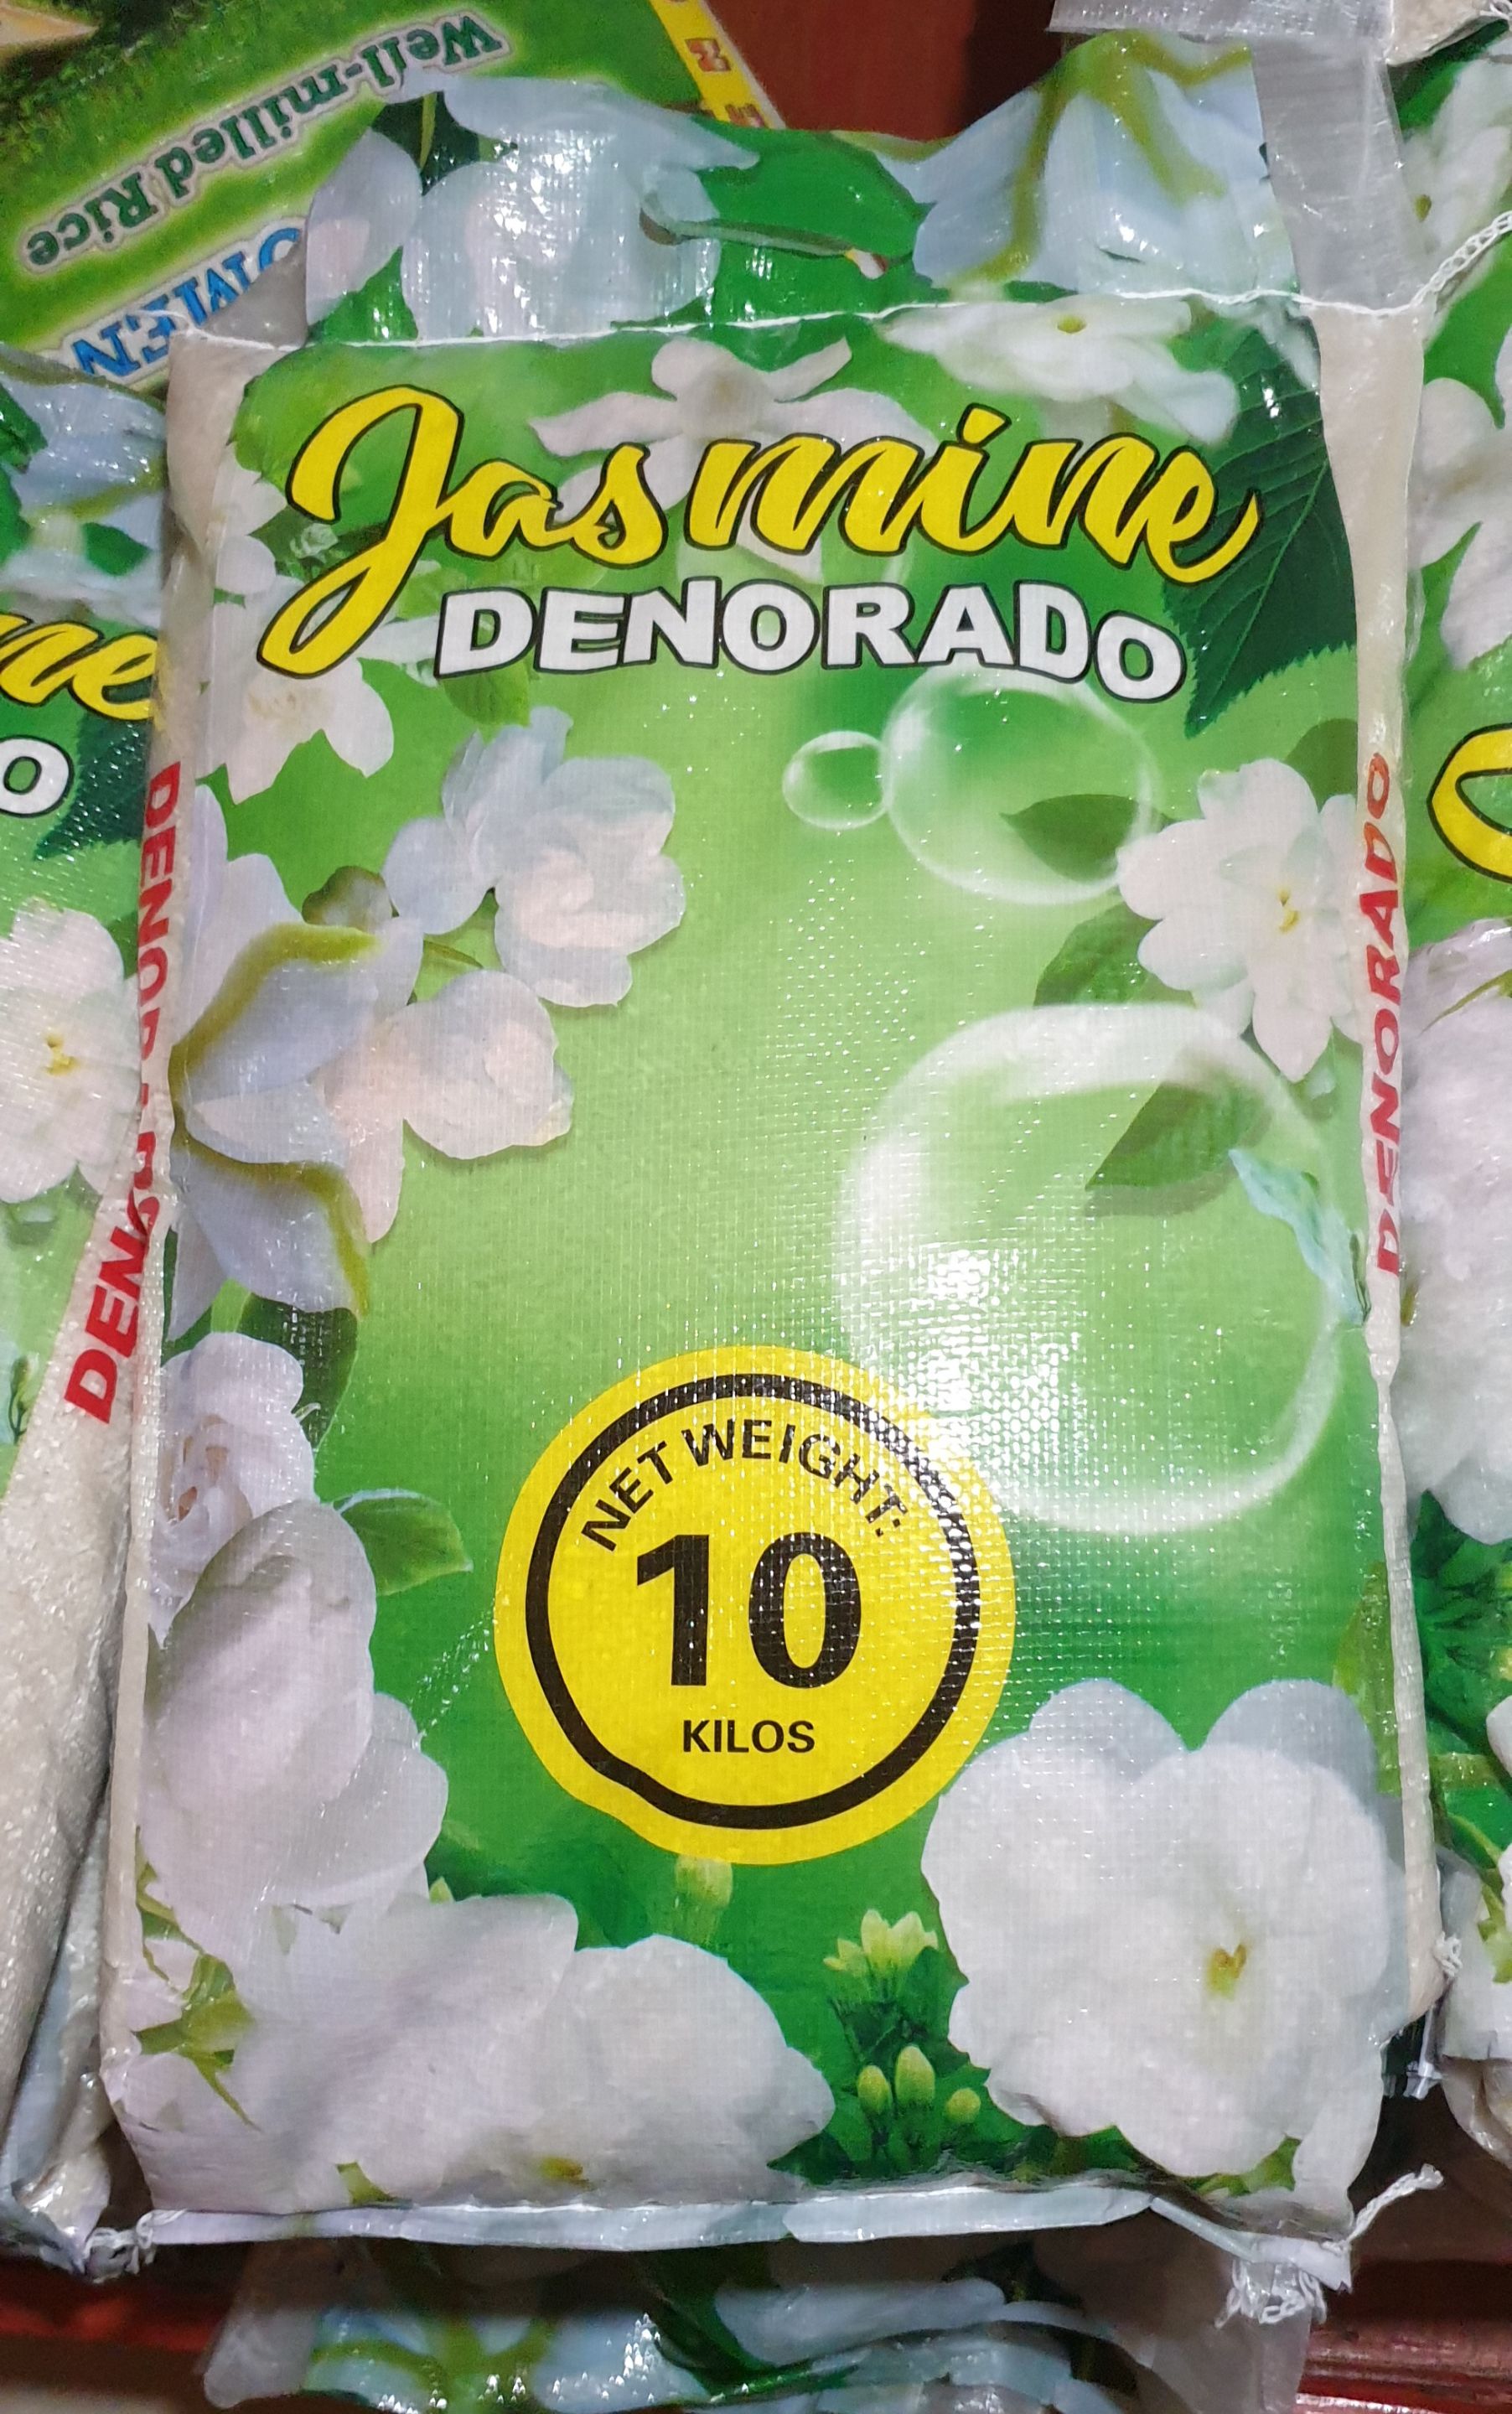 Well-milled Rice
Jasmine
DENORADO
DENORADO
NET WEIGHT:
10
KILOS